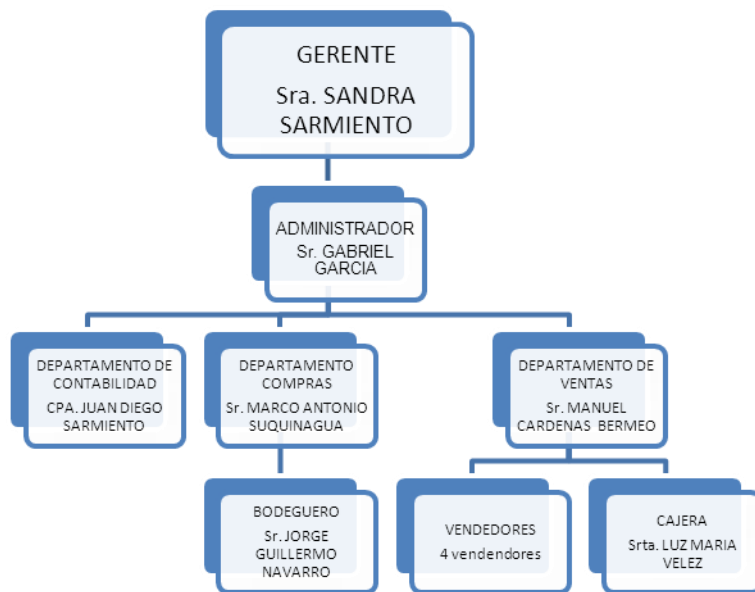 GERENTE
Sra. SANDRA
SARMIENTO
ADMINISTRADOR
Sr. GABRIEL
GARCIA
DEPARTAMENTO DE
CONTABILIDAD
CPA. JUAN DIEGO
SARMIENTO
DEPARTAMENTO
COMPRAS
Sr. MARCO ANTONIO
SUQUINAGUA
DEPARTAMENTO DE
VENTAS
Sr. MANUEL
CARDENAS BERMEO
BODEGUERO
Sr. JORGE
GUILLERMO
NAVARRO
VENDEDORES
4 vendendores
CAJERA
Srta. LUZ MARIA
VELEZ